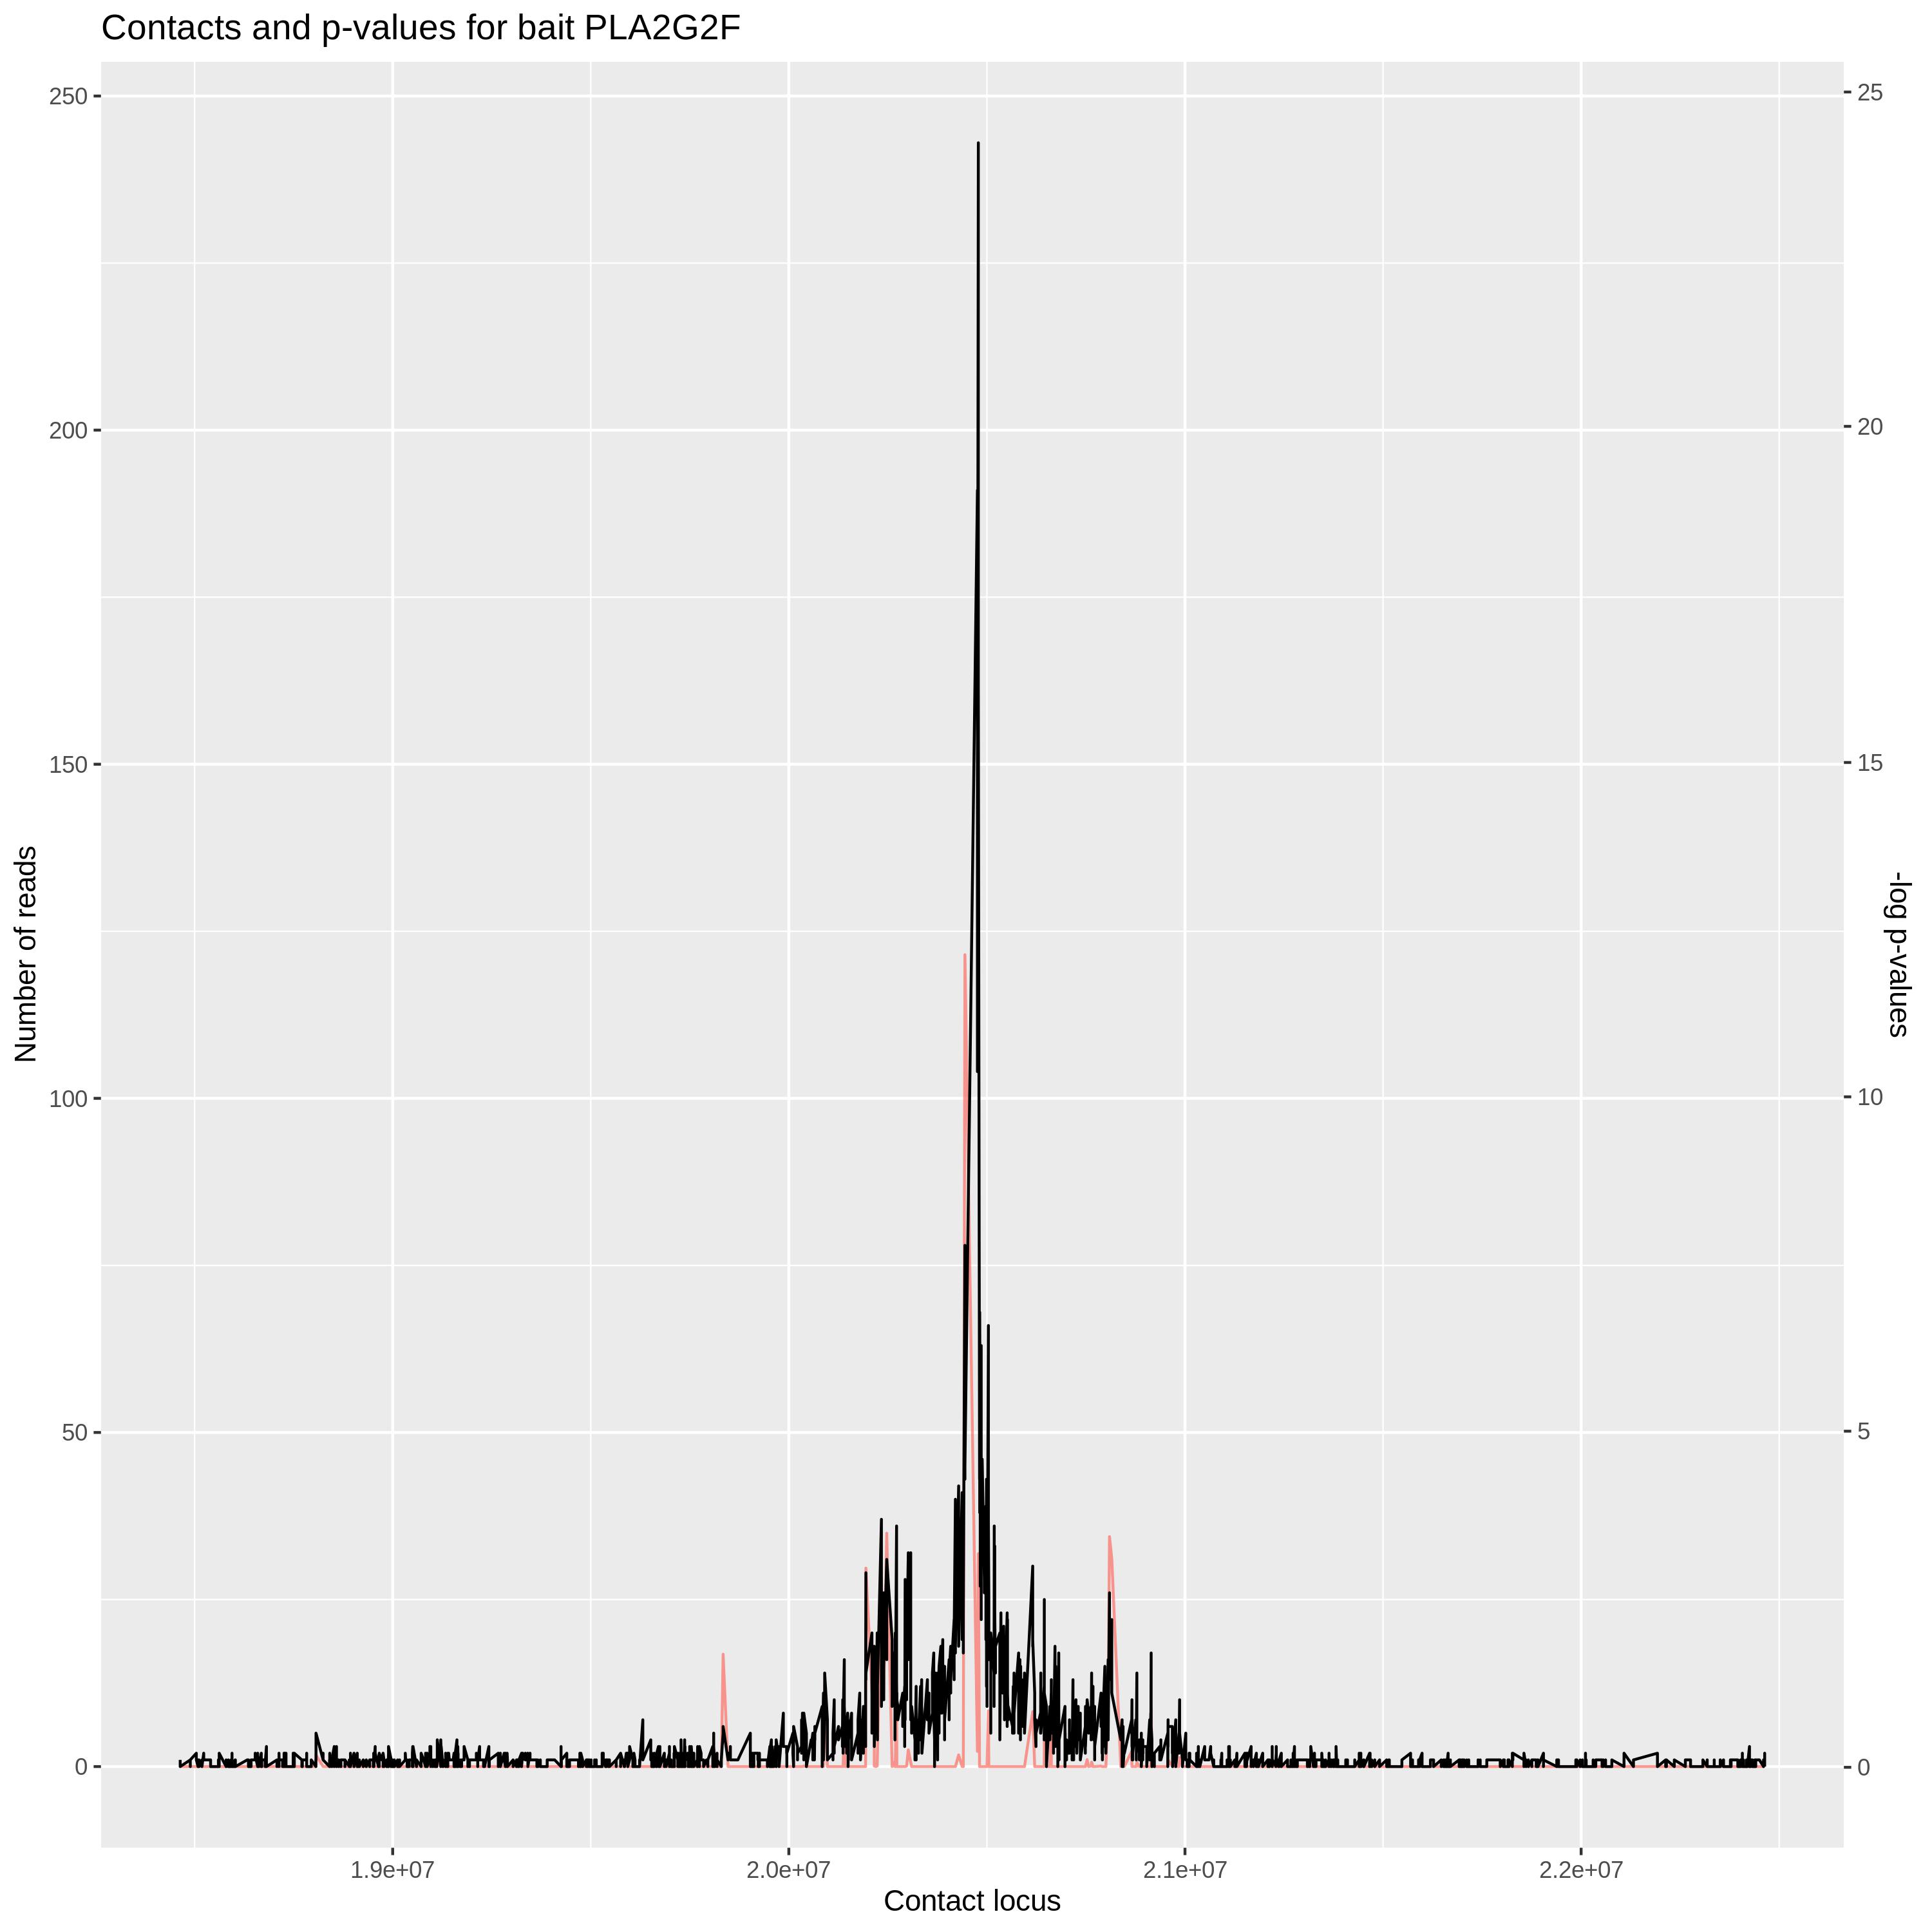 Contacts and p-values for bait PLA2G2F
250
200
150
100
50
0
Number of reads
25
20
15
10
5
0
-log p-values
1.9e+07 2.0e+07 2.1e+07 2.2e+07
Contact locus